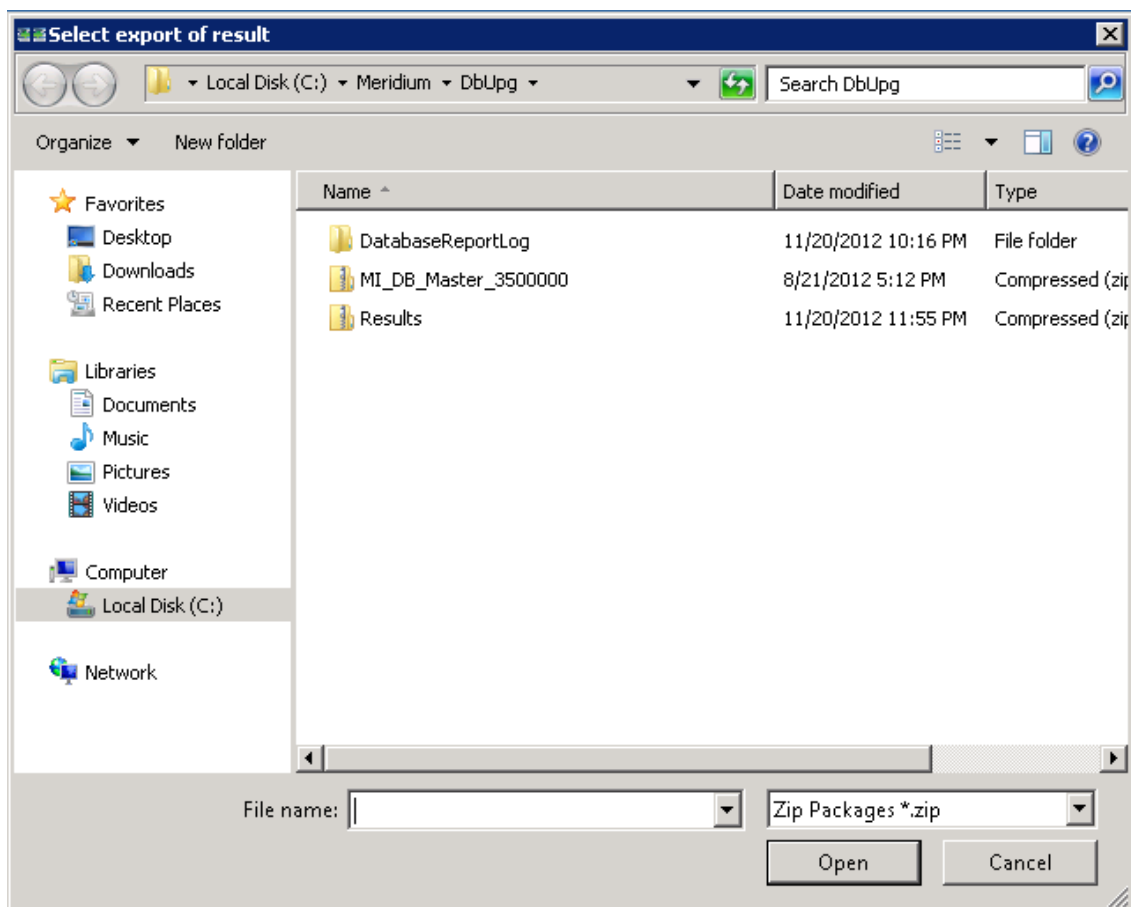 Select export of result
Local Disk (C:) Meridium DbUpg
Search DbUpg
Organize New folder
Name Date modified Type
Favorites
Desktop
Downloads
Recent Places
Libraries
Documents
Music
Pictures
Videos
Computer
Local Disk (C:)
Network
DatabaseReportLog 11/20/2012 10:16 PM File folder
MI_DB_Master_3500000 8/21/2012 5:12 PM Compressed (zip
Results 11/20/2012 11:55 PM Compressed (zip
File name: Zip Packages *.zip
Open Cancel